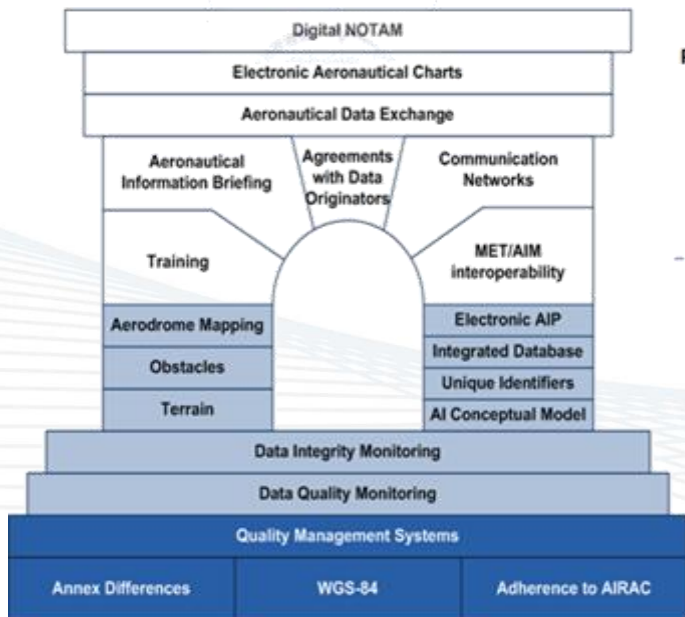 Digital NOTAM
Electronic Aeronautical Charts
Aeronautical Data Exchange
Aeronautical
Information Briefing
Agreements
with Data
Originators
Communication
Networks
Training
MET/AIM
interoperability
Aerodrome Mapping
Obstacles
Terrain
Electronic AIP
Integrated Database
Unique Identifiers
AI Conceptual Model
Data Integrity Monitoring
Data Quality Monitoring
Quality Management Systems
Annex Differences
WGS-84
Adherence to AIRAC